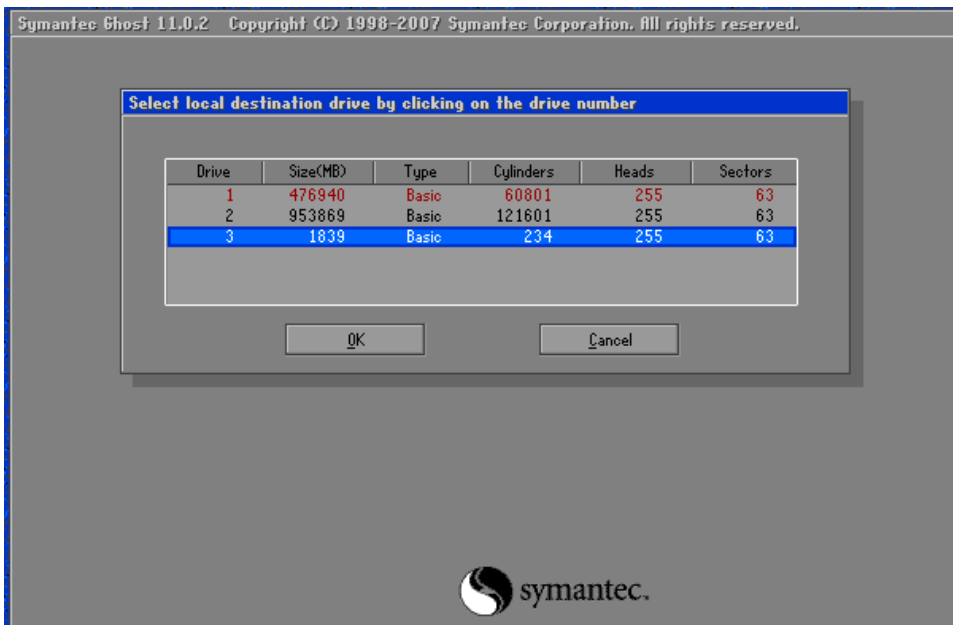 Symantec Ghost 11.0.2 Copyright (C) 1998-2007 Symantec Corporation. All rights reserved.
Select local destination drive by clicking on the drive number
Drive Size(MB) Type Cylinders Heads Sectors
1 476940 Basic 60801 255 63
2 953869 Basic 121601 255 63
3 1839 Basic 234 255 63
OK Cancel
symantec.